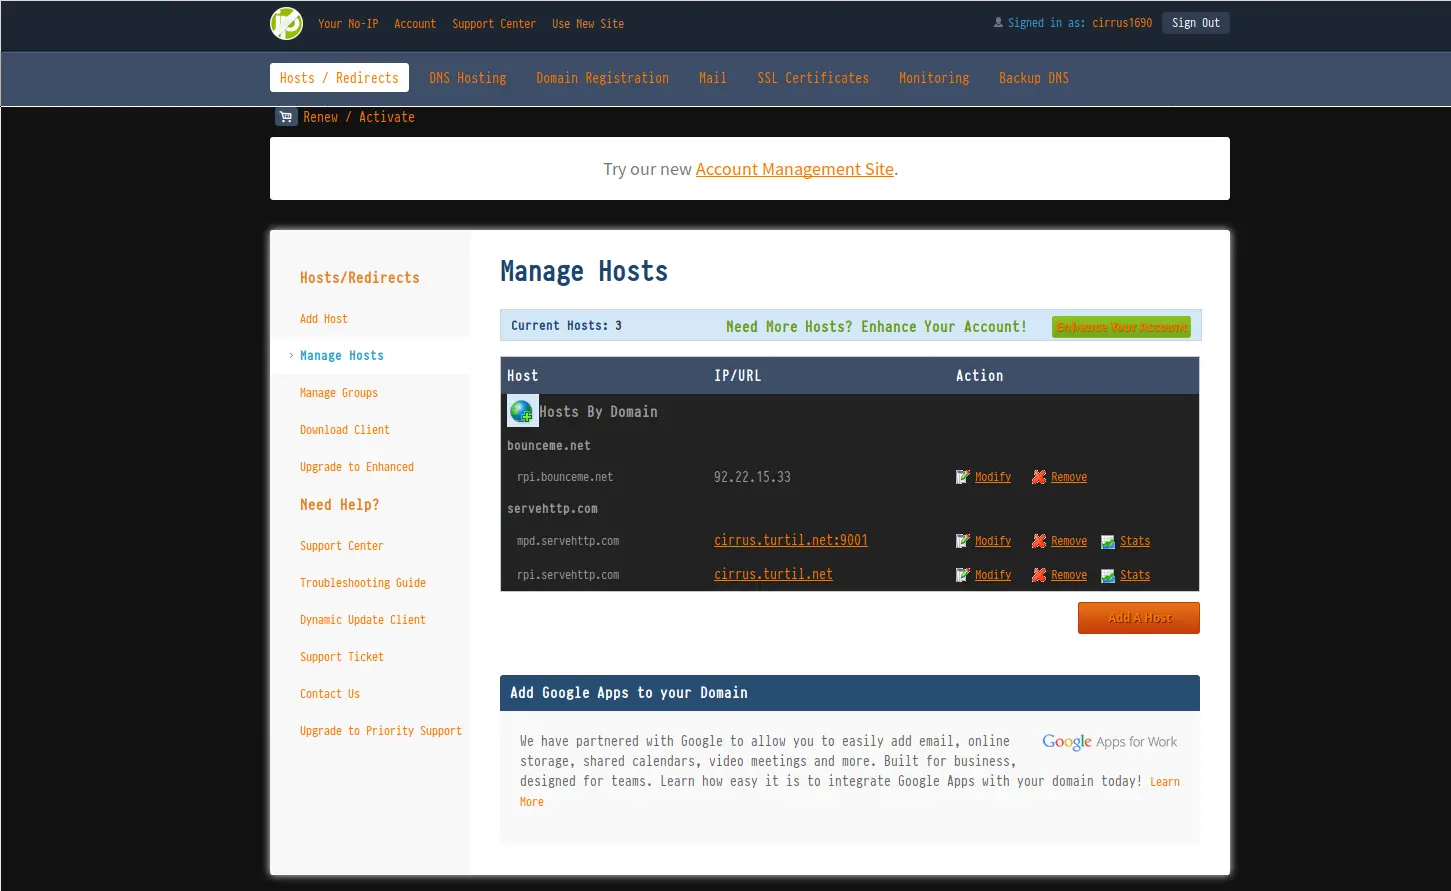 Your No-IP Account Support Center Use New Site Signed in as: cirrus1690 Sign Out
Hosts / Redirects DNS Hosting Domain Registration Mail SSL Certificates Monitoring Backup DNS
Renew / Activate
Try our new Account Management Site.
Hosts/Redirects
Add Host
Manage Hosts
Manage Groups
Download Client
Upgrade to Enhanced
Need Help?
Support Center
Troubleshooting Guide
Dynamic Update Client
Support Ticket
Contact Us
Upgrade to Priority Support
Manage Hosts
Current Hosts: 3 Need More Hosts? Enhance Your Account! Enhance Your Account
Host IP/URL Action
Hosts By Domain
bounceme.net
rpi.bounceme.net 92.22.15.33 Modify Remove
servehttp.com
mpd.servehttp.com cirrus.turtil.net:9001 Modify Remove Stats
rpi.servehttp.com cirrus.turtil.net Modify Remove Stats
Add A Host
Add Google Apps to your Domain
Google Apps for Work
We have partnered with Google to allow you to easily add email, online
storage, shared calendars, video meetings and more. Built for business,
designed for teams. Learn how easy it is to integrate Google Apps with your domain today! Learn
More